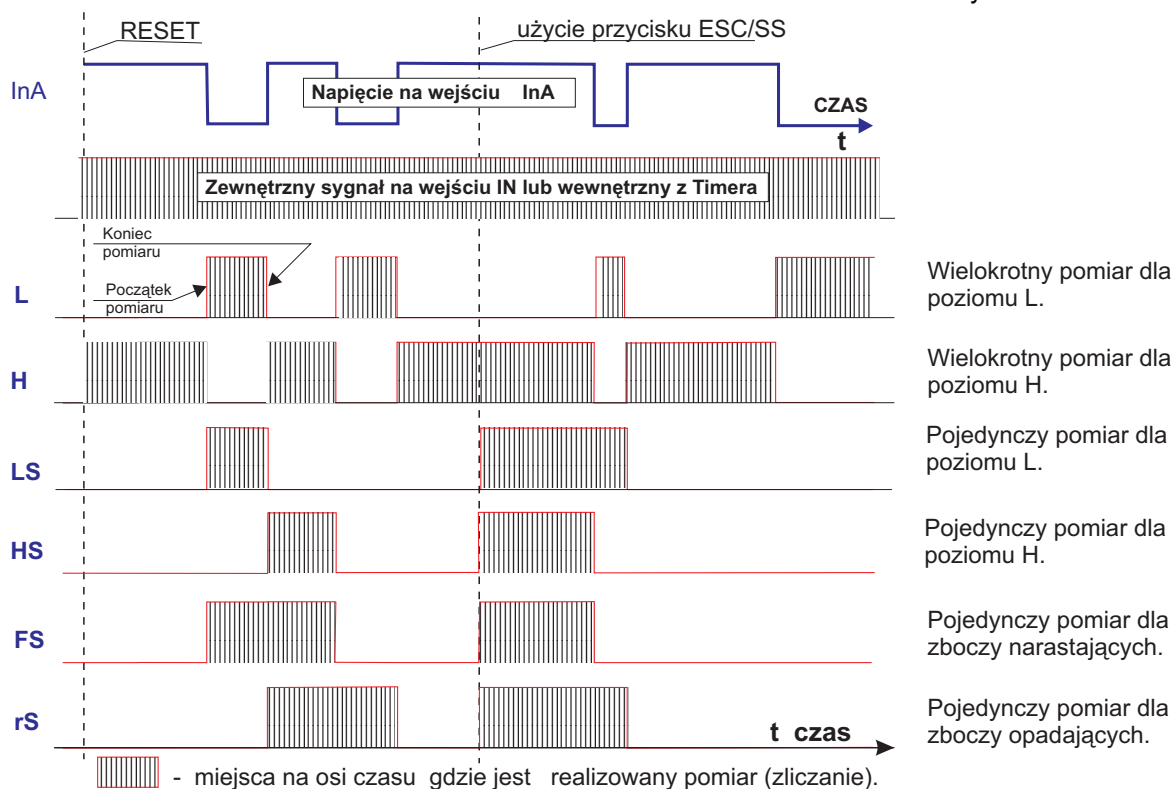 RESET
użycie przycisku ESC/SS
InA
Napięcie na wejściu InA
CZAS
t
Zewnętrzny sygnał na wejściu IN lub wewnętrzny z Timera
Koniec
pomiaru
Początek
pomiaru
L
Wielokrotny pomiar dla
poziomu L.
H
Wielokrotny pomiar dla
poziomu H.
LS
Pojedynczy pomiar dla
poziomu L.
HS
Pojedynczy pomiar dla
poziomu H.
FS
Pojedynczy pomiar dla
zboczy narastających.
rS
t czas
Pojedynczy pomiar dla
zboczy opadających.
- miejsca na osi czasu gdzie jest realizowany pomiar (zliczanie).